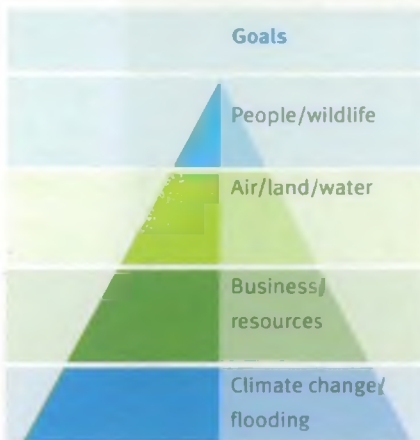 Goals
People/wildlife
Air/land/water
Business/
resources
Climate change/
flooding